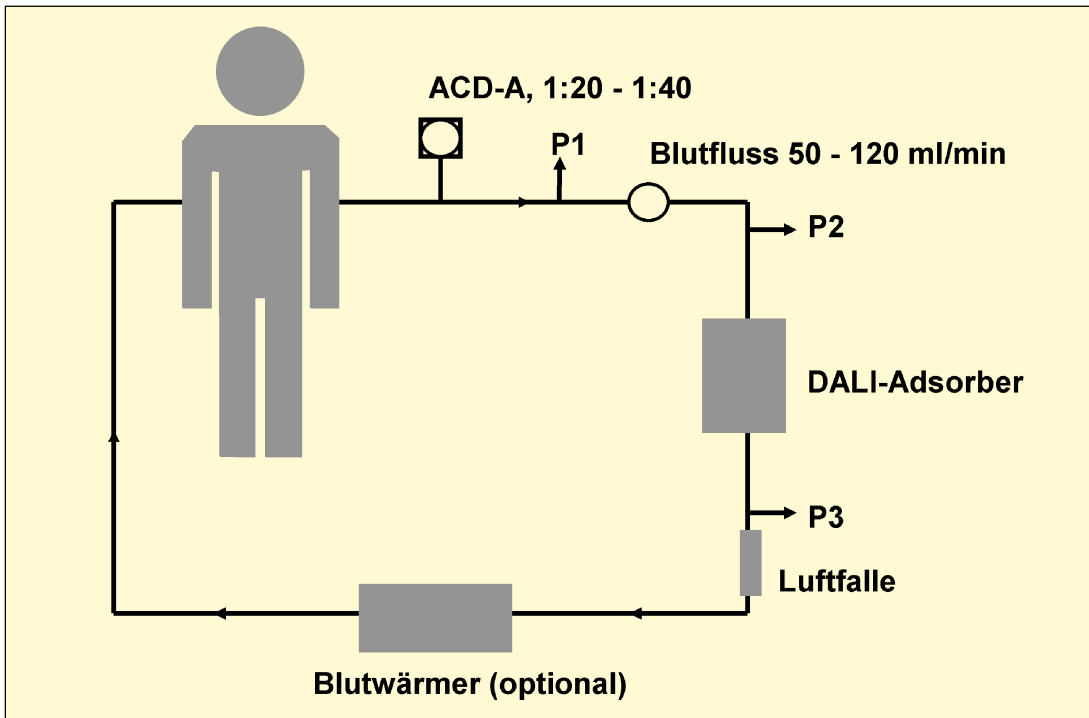 ACD-A, 1:20 - 1:40
P1
Blutfluss 50 - 120 ml/min
P2
DALI-Adsorber
P3
Luftfalle
Blutwärmer (optional)